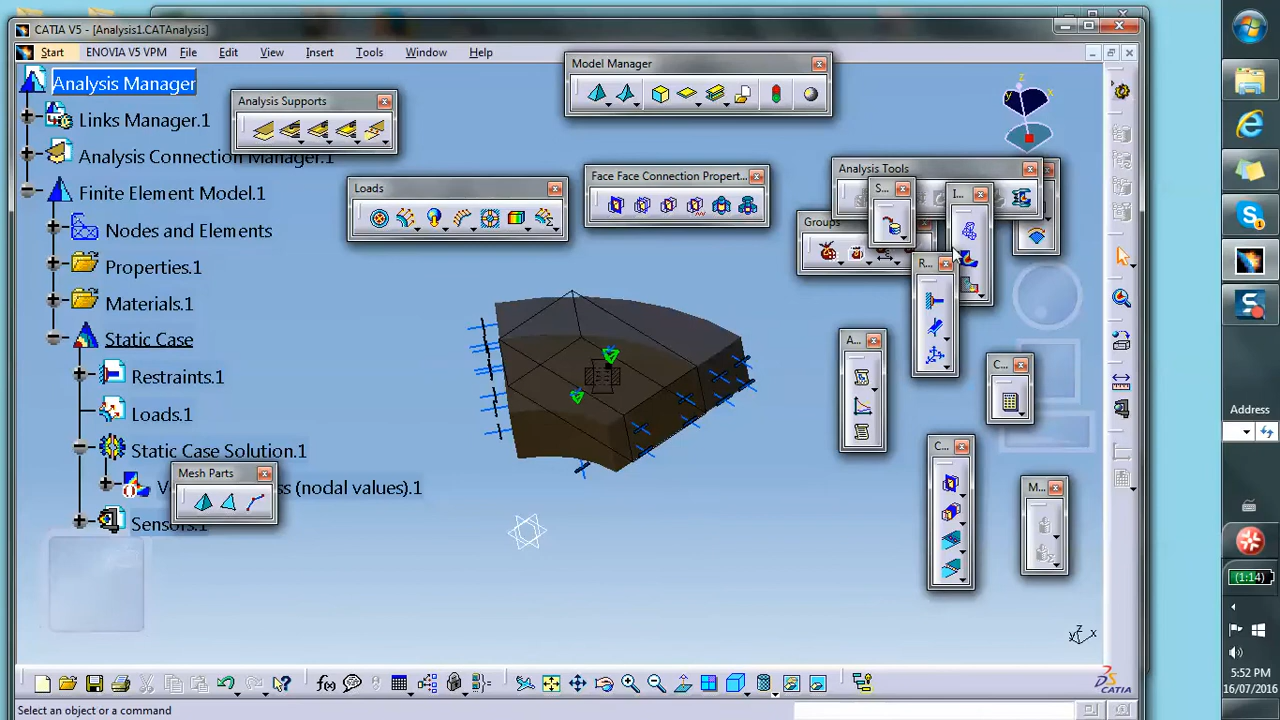 CATIA V5 - [Analysis1.CATAnalysis]
Start ENOVIA V5 VPM File Edit View Insert Tools Window Help
Analysis Manager
Links Manager.1
Analysis Connection Manager.1
Finite Element Model.1
Nodes and Elements
Properties.1
Materials.1
Static Case
Restraints.1
Loads.1
Static Case Solution.1
(nodal values).1
Sensors.1
Analysis Supports
Model Manager
Loads
Face Face Connection Propert...
Analysis Tools
S...
I...
Groups
R...
A...
C...
C...
M...
Mesh Parts
z
y
x
f(x)
z
y x
DS
CATIA
Select an object or a command
Address
(1:14)
5:52 PM
16/07/2016